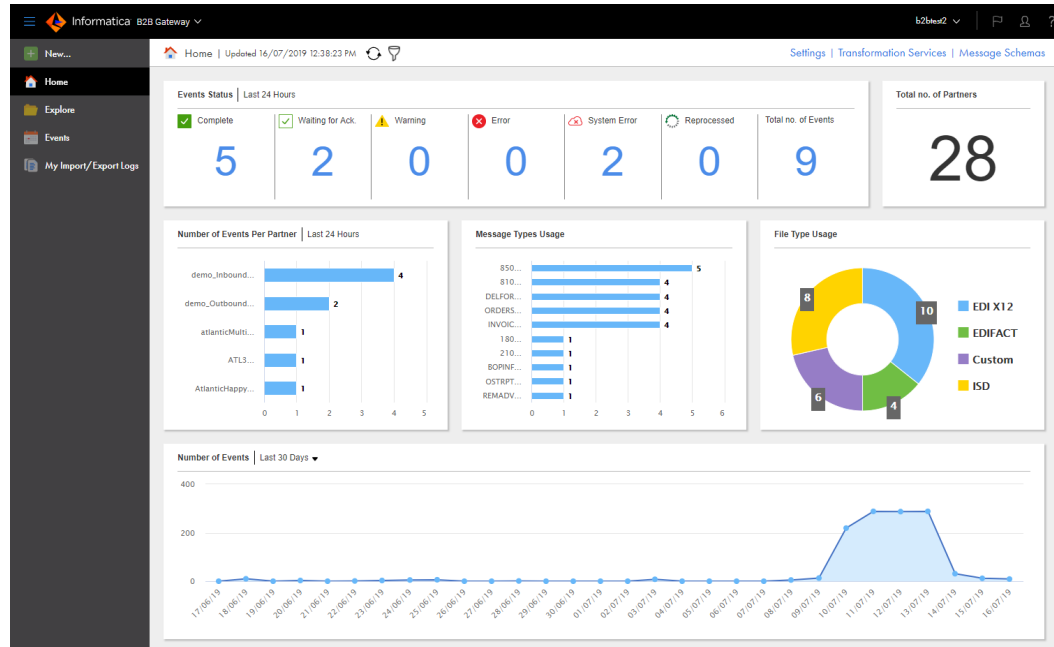 Informatica B2B Gateway
b2btest2
?
New...
Home | Updated 16/07/2019 12:38:23 PM
Settings | Transformation Services | Message Schemas
Home
Explore
Events
My Import/Export Logs
Events Status | Last 24 Hours
Complete
Waiting for Ack.
Warning
Error
System Error
Reprocessed
Total no. of Events
5
2
0
0
2
0
9
Total no. of Partners
28
Number of Events Per Partner | Last 24 Hours
demo_Inbound... 4
demo_Outbound... 2
atlanticMulti... 1
ATL3... 1
AtlanticHappy... 1
0 1 2 3 4 5
Message Types Usage
850... 5
810... 4
DELFOR... 4
ORDERS... 4
INVOIC... 4
180... 1
210... 1
BOPINF... 1
OSTRPT... 1
REMADV... 1
0 1 2 3 4 5 6
File Type Usage
8
10
6
4
EDI X12
EDIFACT
Custom
ISD
Number of Events | Last 30 Days
400
200
0
17/06/19 18/06/19 19/06/19 20/06/19 21/06/19 22/06/19 23/06/19 24/06/19 25/06/19 26/06/19 27/06/19 28/06/19 29/06/19 30/06/19 01/07/19 02/07/19 03/07/19 04/07/19 05/07/19 06/07/19 07/07/19 08/07/19 09/07/19 10/07/19 11/07/19 12/07/19 13/07/19 14/07/19 15/07/19 16/07/19